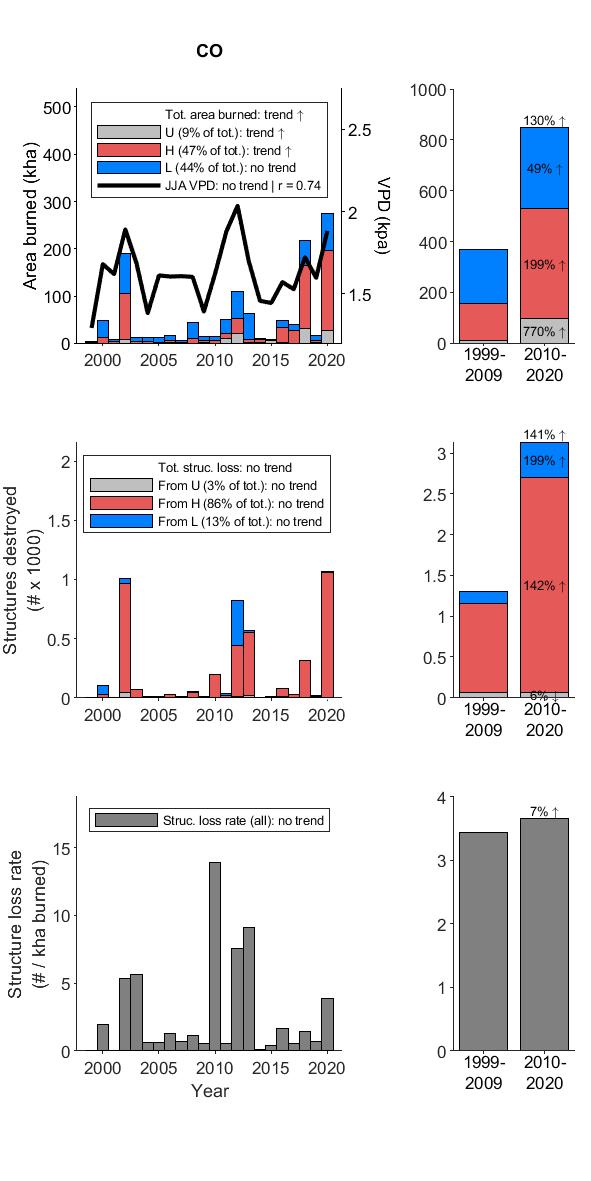 CO
Tot. area burned: trend ↑
U (9% of tot.): trend ↑
H (47% of tot.): trend ↑
L (44% of tot.): no trend
JJA VPD: no trend | r = 0.74
Area burned (kha)
500
400
300
200
100
0
2.5
2
1.5
VPD (kpa)
2000 2005 2010 2015 2020
1000
800
600
400
200
0
130% ↑
49% ↑
199% ↑
770% ↑
1999-
2009
2010-
2020
Tot. struc. loss: no trend
From U (3% of tot.): no trend
From H (86% of tot.): no trend
From L (13% of tot.): no trend
Structures destroyed
(# x 1000)
2
1.5
1
0.5
0
2000 2005 2010 2015 2020
3
2.5
2
1.5
1
0.5
0
141% ↑
199% ↑
142% ↑
6% ↑
1999-
2009
2010-
2020
Struc. loss rate (all): no trend
Structure loss rate
(# / kha burned)
15
10
5
0
2000 2005 2010 2015 2020
Year
4
3
2
1
0
7% ↑
1999-
2009
2010-
2020